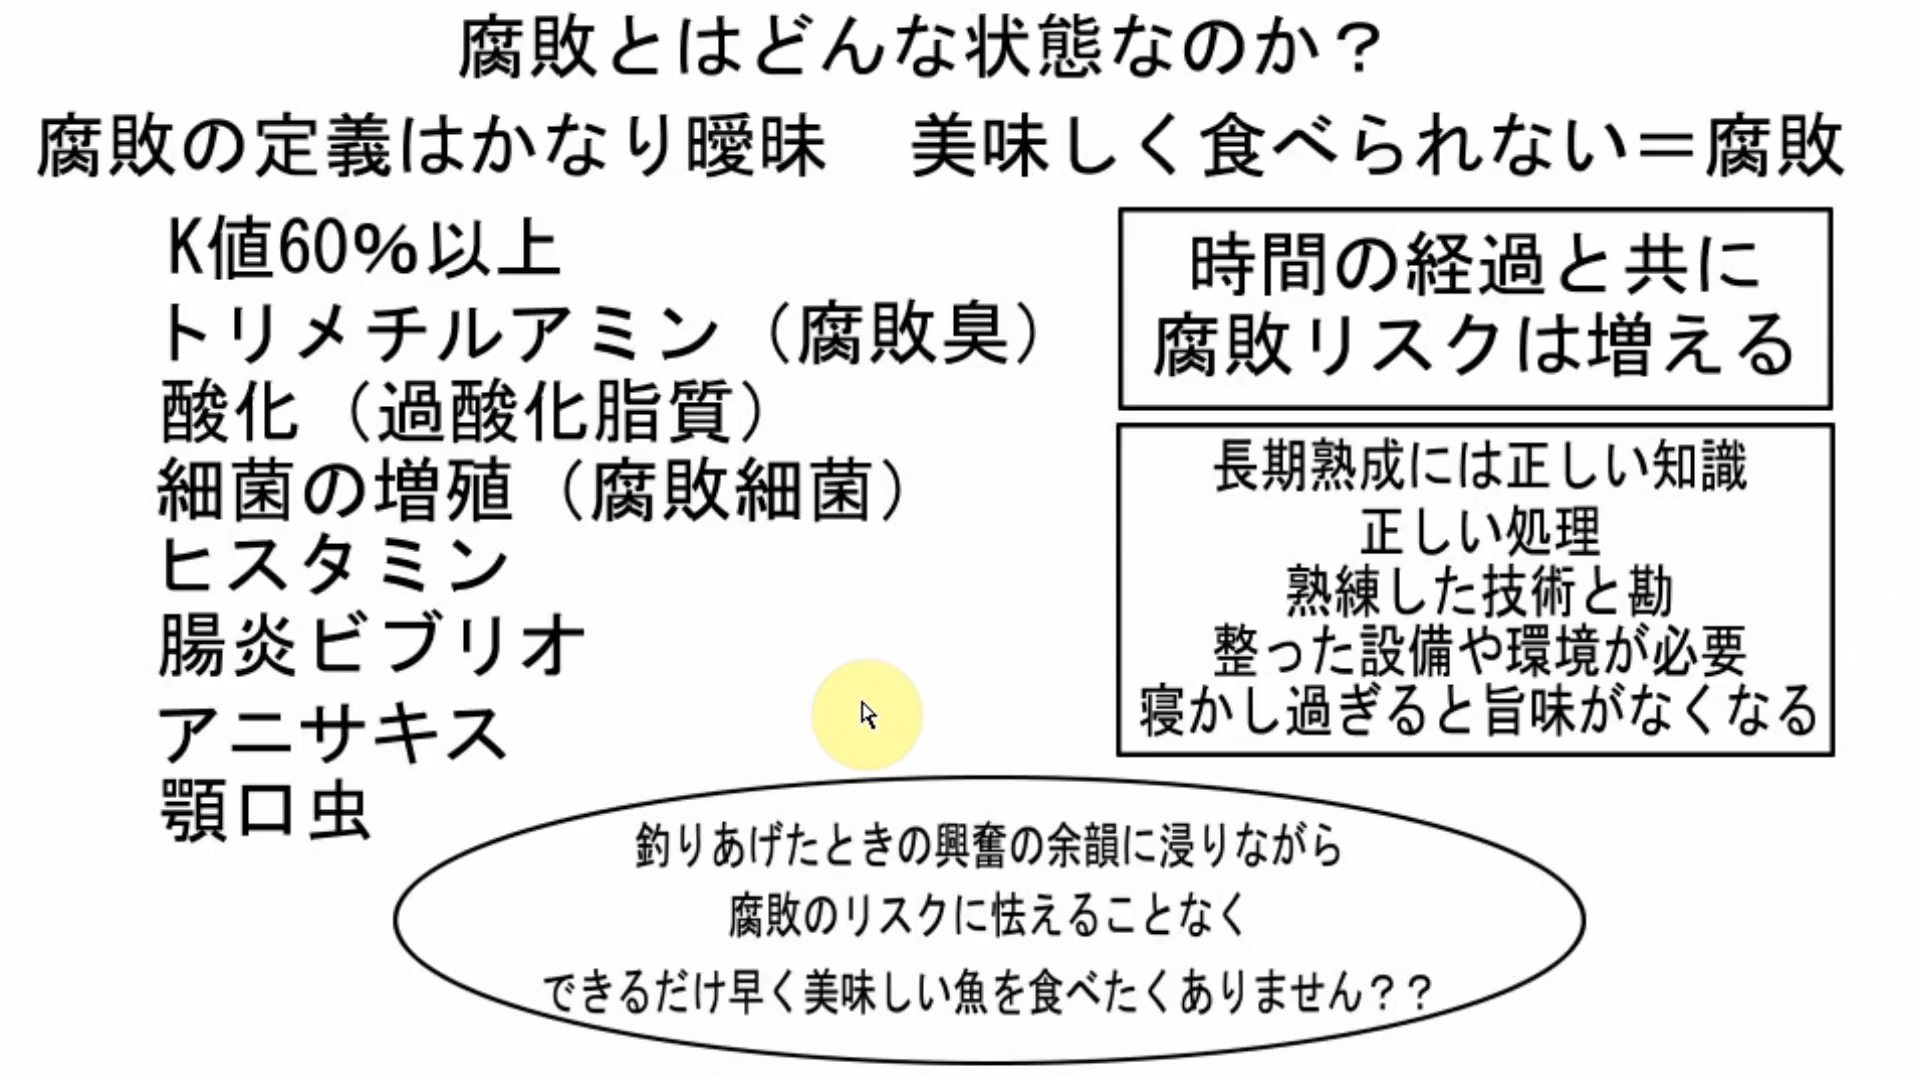 腐敗とはどんな状態なのか？
腐敗の定義はかなり曖昧　美味しく食べられない＝腐敗
K値60％以上
トリメチルアミン（腐敗臭）
酸化（過酸化脂質）
細菌の増殖（腐敗細菌）
ヒスタミン
腸炎ビブリオ
アニサキス
顎口虫
時間の経過と共に
腐敗リスクは増える
長期熟成には正しい知識
正しい処理
熟練した技術と勘
整った設備や環境が必要
寝かし過ぎると旨味がなくなる
釣りあげたときの興奮の余韻に浸りながら
腐敗のリスクに怯えることなく
できるだけ早く美味しい魚を食べたくありません？？